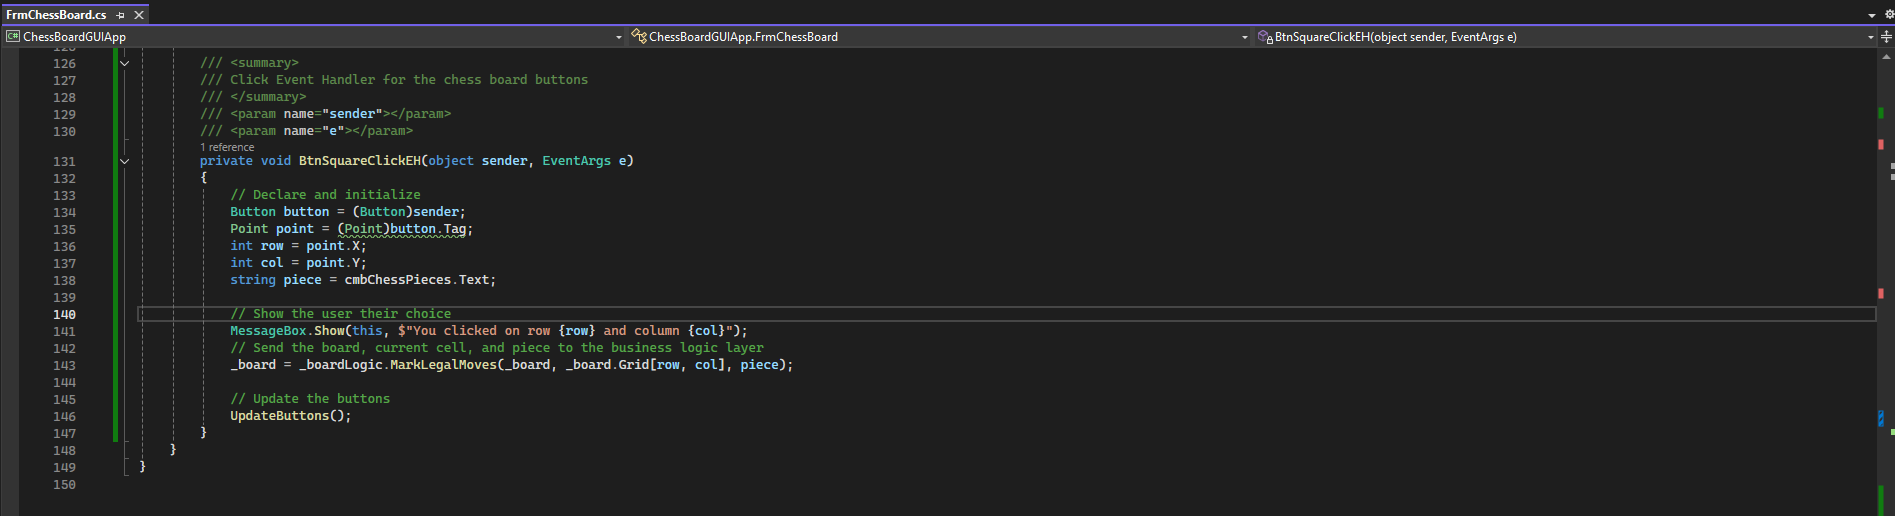 FrmChessBoard.cs
C# ChessBoardGUIApp
ChessBoardGUIApp.FrmChessBoard
BtnSquareClickEH(object sender, EventArgs e)
126 /// <summary>
127 /// Click Event Handler for the chess board buttons
128 /// </summary>
129 /// <param name="sender"></param>
130 /// <param name="e"></param>
1 reference
131 private void BtnSquareClickEH(object sender, EventArgs e)
132 {
133 // Declare and initialize
134 Button button = (Button)sender;
135 Point point = (Point)button.Tag;
136 int row = point.X;
137 int col = point.Y;
138 string piece = cmbChessPieces.Text;
139
140 // Show the user their choice
141 MessageBox.Show(this, $"You clicked on row {row} and column {col}");
142 // Send the board, current cell, and piece to the business logic layer
143 _board = _boardLogic.MarkLegalMoves(_board, _board.Grid[row, col], piece);
144
145 // Update the buttons
146 UpdateButtons();
147 }
148 }
149 }
150